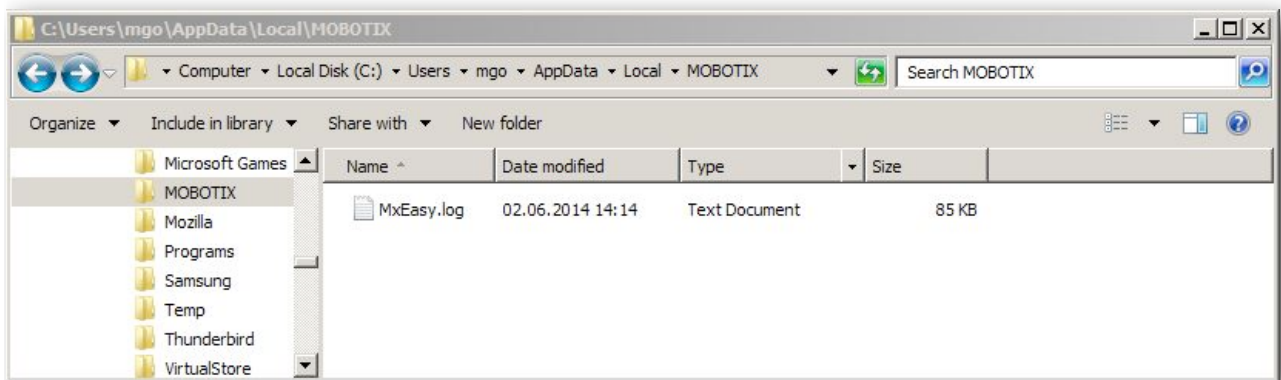 C:\Users\mgo\AppData\Local\MOBOTIX
Computer Local Disk (C:) Users mgo AppData Local MOBOTIX Search MOBOTIX
Organize Include in library Share with New folder
Microsoft Games
MOBOTIX
Mozilla
Programs
Samsung
Temp
Thunderbird
VirtualStore
Name Date modified Type Size
MxEasy.log 02.06.2014 14:14 Text Document 85 KB